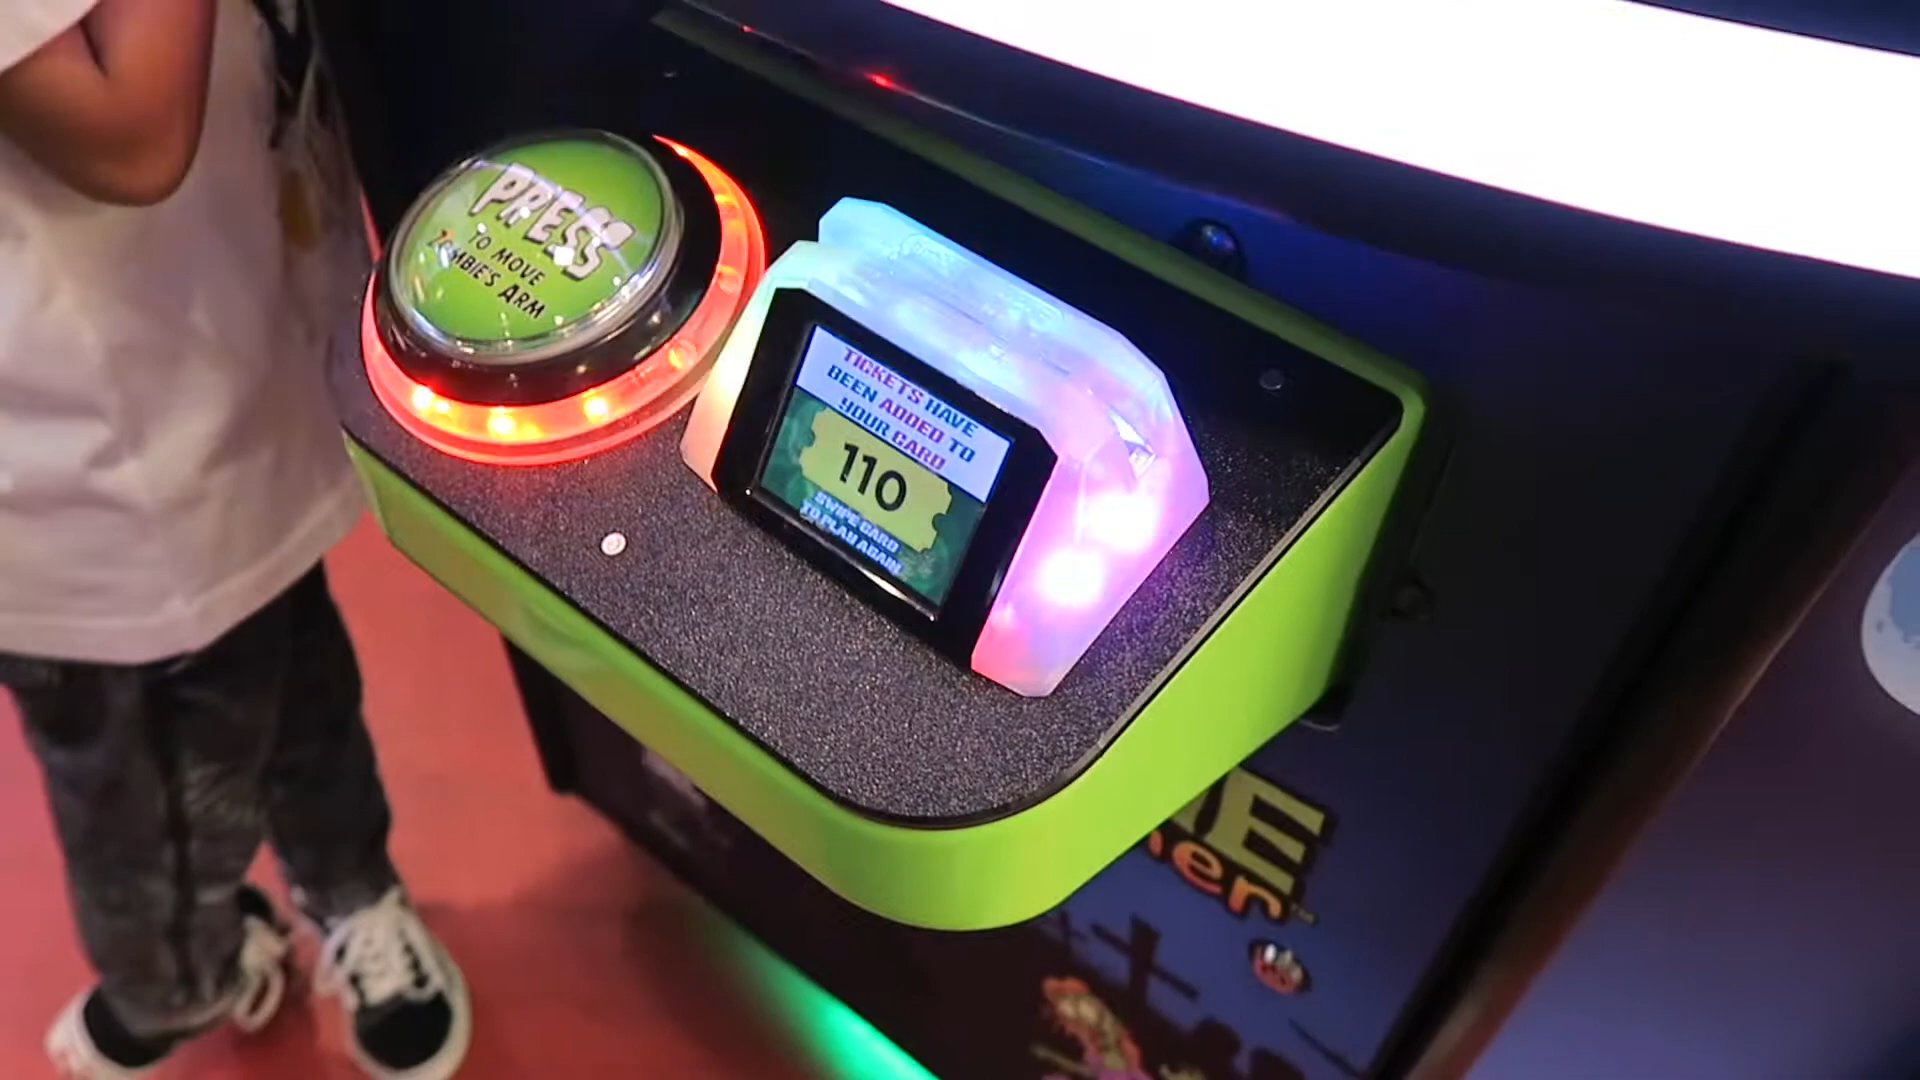 PRESS
TO MOVE
ZOMBIE'S ARM
TICKETS HAVE
BEEN ADDED TO
YOUR CARD
110
SWIPE CARD
TO PLAY AGAIN